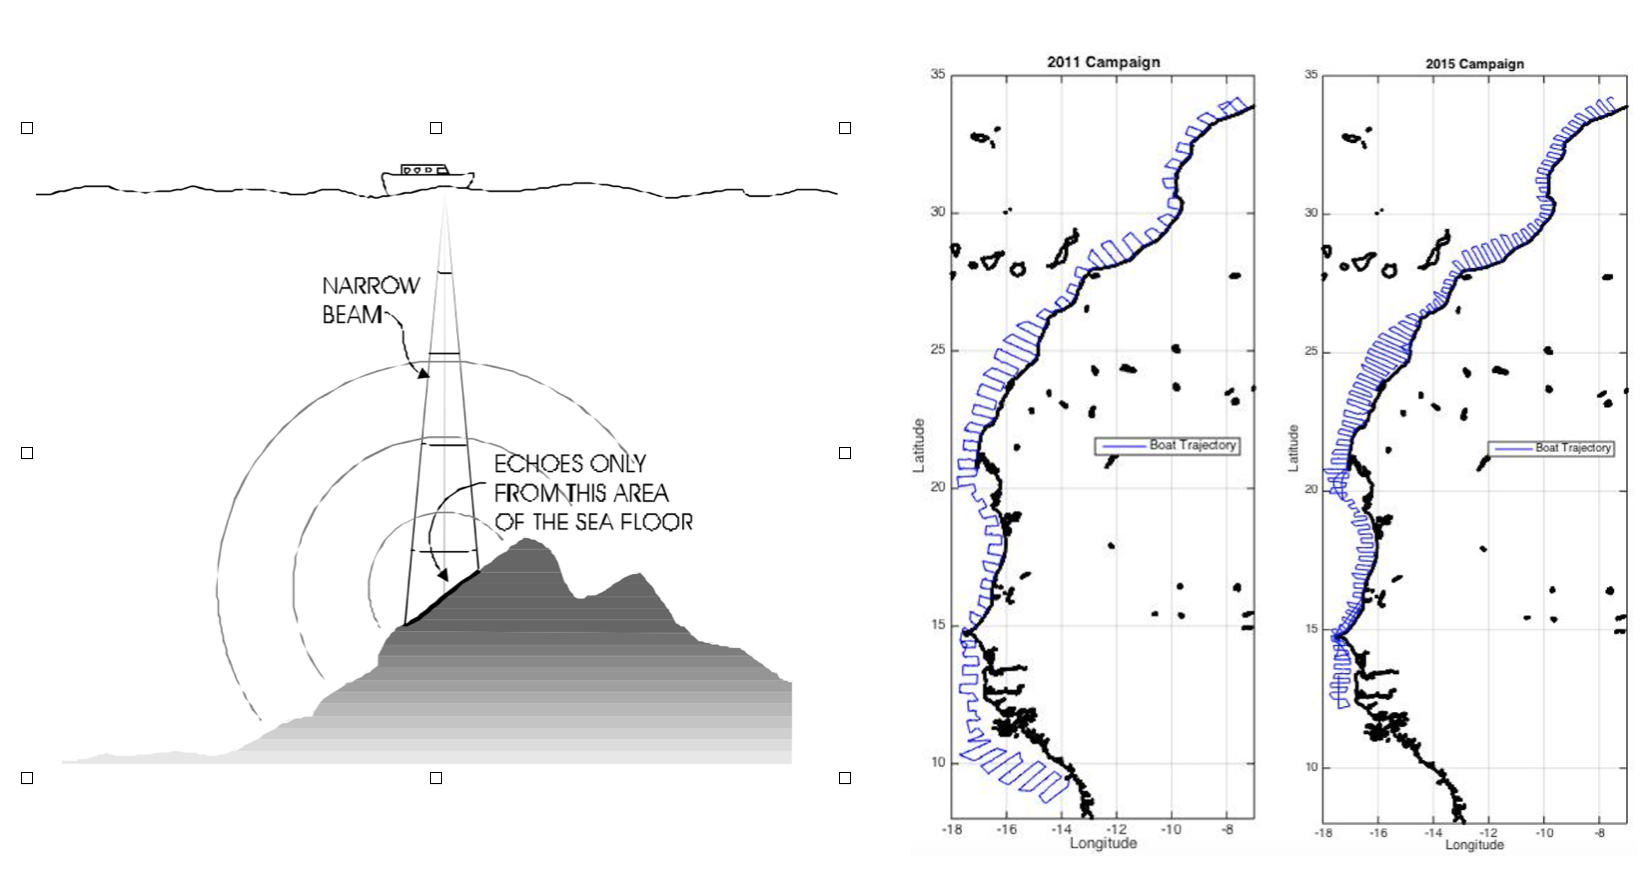 NARROW
BEAM
ECHOES ONLY
FROM THIS AREA
OF THE SEA FLOOR
2011 Campaign
35
30
25
20
15
10
Latitude
Boat Trajectory
-18 -16 -14 -12 -10 -8
Longitude
2015 Campaign
35
30
25
20
15
10
Latitude
Boat Trajectory
-18 -16 -14 -12 -10 -8
Longitude